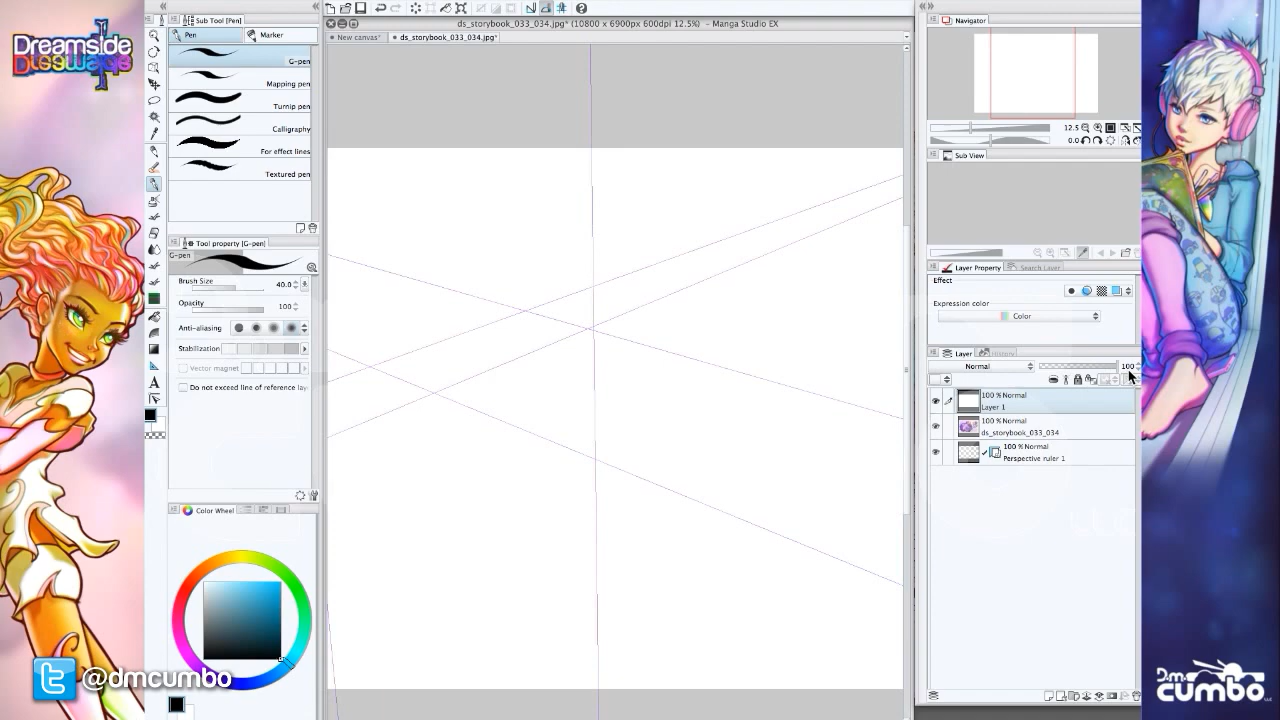 Dreamside
Dreamside
Sub Tool [Pen]
Pen
Marker
G-pen
Mapping pen
Turnip pen
Calligraphy
For effect lines
Textured pen
Tool property [G-pen]
G-pen
Brush Size
40.0
Opacity
100
Anti-aliasing
Stabilization
Vector magnet
Do not exceed line of reference lay
Color Wheel
@dmcumbo
ds_storybook_033_034.jpg* (10800 x 6900px 600dpi 12.5%) - Manga Studio EX
New canvas*
ds_storybook_033_034.jpg*
Navigator
12.5
0.0
Sub View
Layer Property
Search Layer
Effect
Expression color
Color
Layer
History
Normal
100
100 % Normal
Layer 1
100 % Normal
ds_storybook_033_034
100 % Normal
Perspective ruler 1
D.M.
cumbo